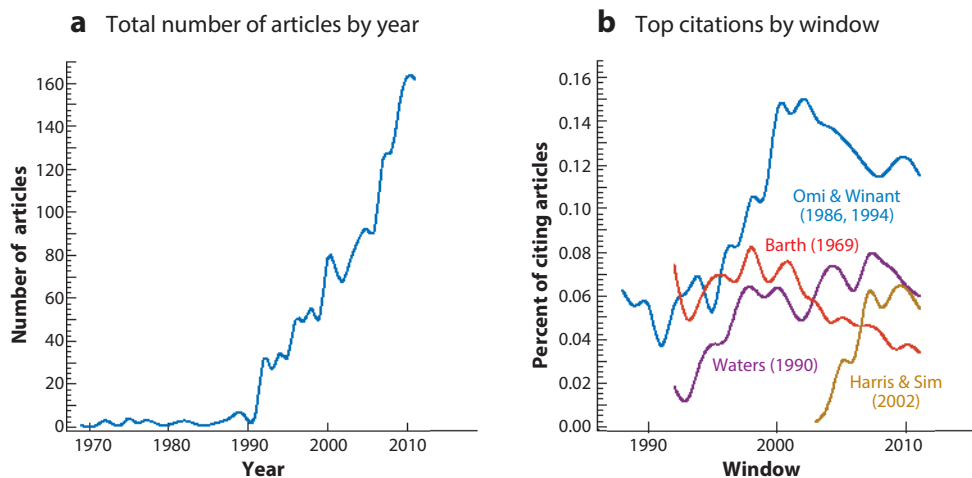 a Total number of articles by year
Number of articles
160
140
120
100
80
60
40
20
0
1970 1980 1990 2000 2010
Year
b Top citations by window
Percent of citing articles
0.16
0.14
0.12
0.10
0.08
0.06
0.04
0.02
0.00
Omi & Winant
(1986, 1994)
Barth (1969)
Waters (1990)
Harris & Sim
(2002)
1990 2000 2010
Window